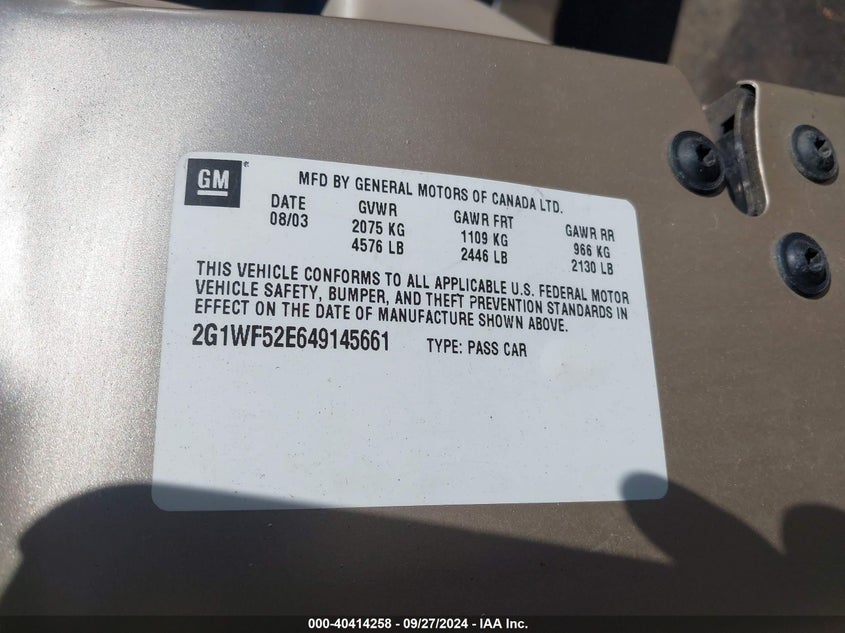 GM
MFD BY GENERAL MOTORS OF CANADA LTD.
DATE GVWR GAWR FRT GAWR RR
08/03 2075 KG 1109 KG 966 KG
4576 LB 2446 LB 2130 LB
THIS VEHICLE CONFORMS TO ALL APPLICABLE U.S. FEDERAL MOTOR
VEHICLE SAFETY, BUMPER, AND THEFT PREVENTION STANDARDS IN
EFFECT ON THE DATE OF MANUFACTURE SHOWN ABOVE.
2G1WF52E649145661 TYPE: PASS CAR
000-40414258 - 09/27/2024 - IAA Inc.